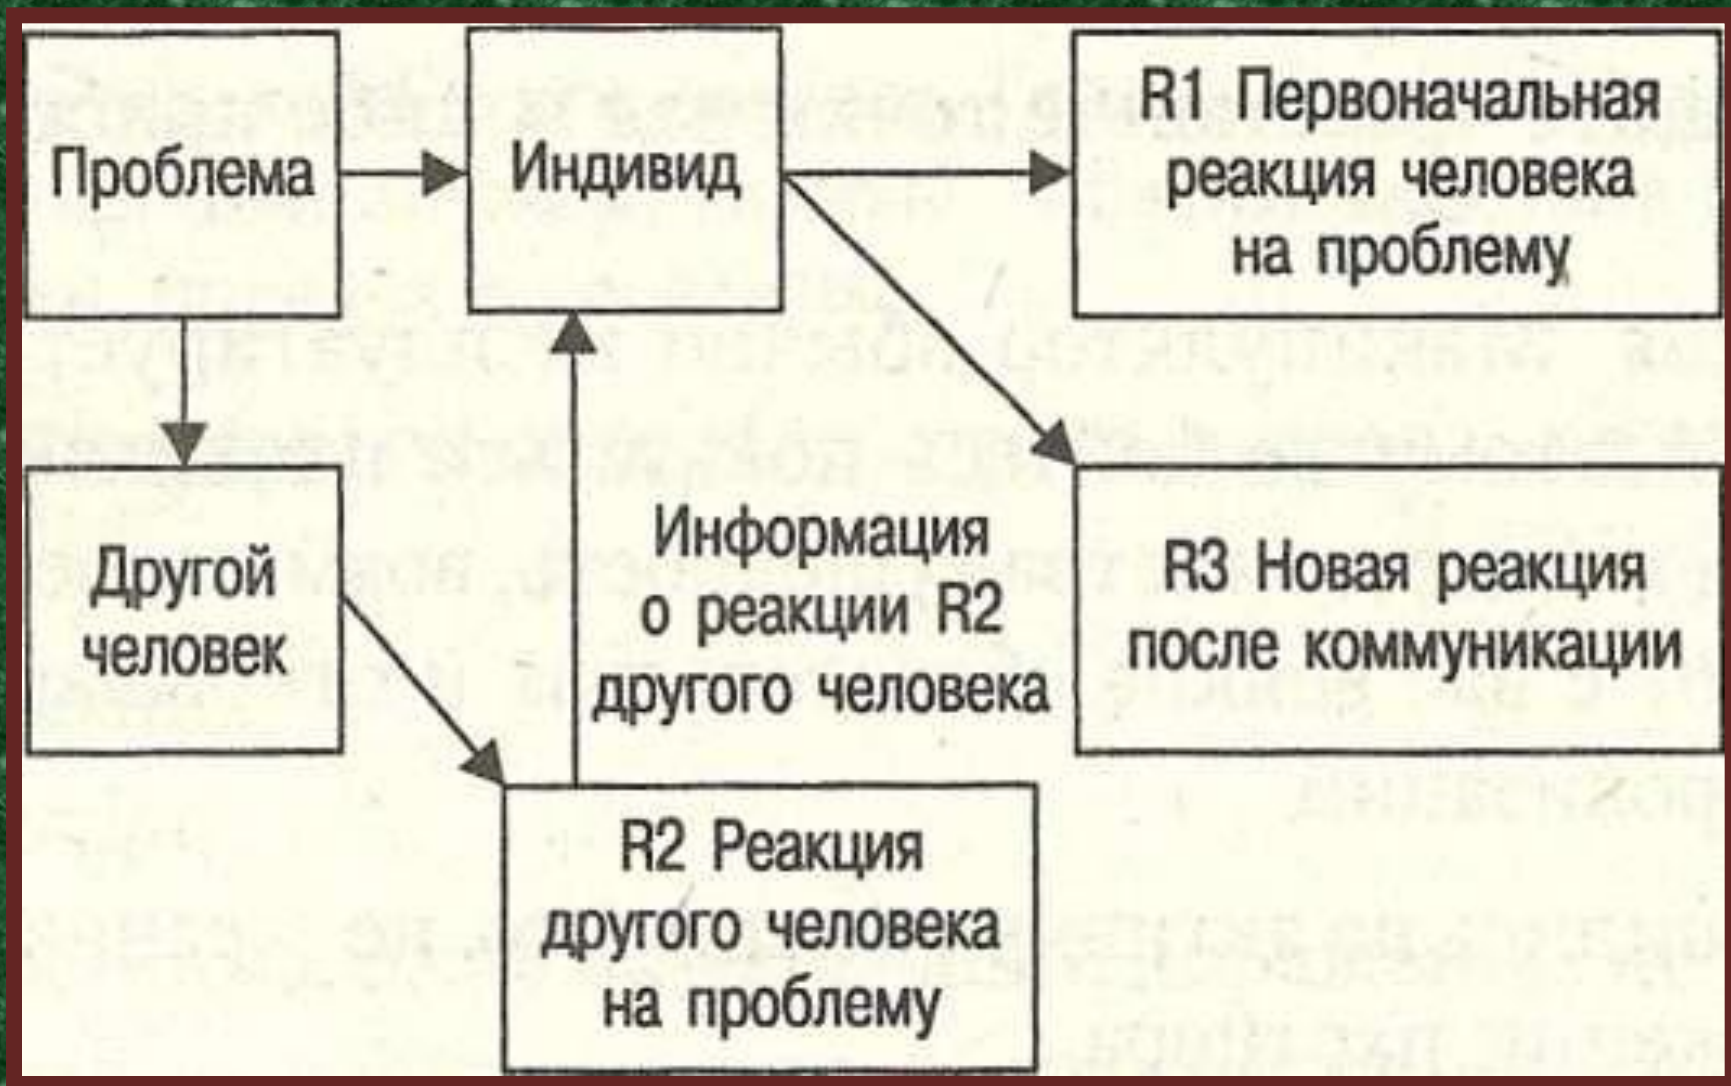 Проблема
Индивид
R1 Первоначальная
реакция человека
на проблему
Другой
человек
Информация
о реакции R2
другого человека
R3 Новая реакция
после коммуникации
R2 Реакция
другого человека
на проблему